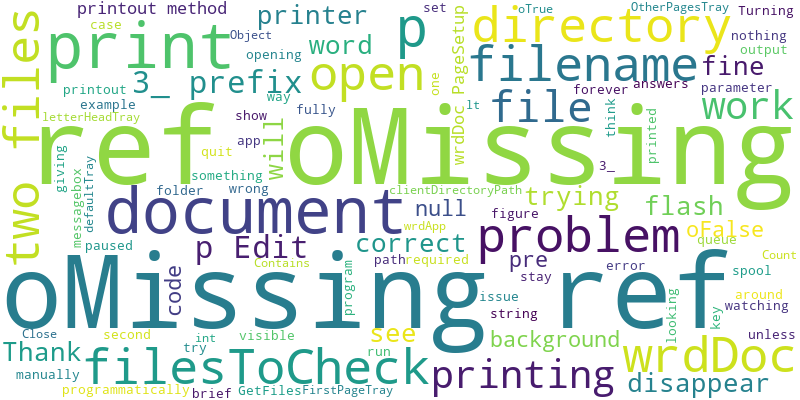 printout method
case
Object
print
printer
opening
word
p
set
oTrue
OtherPagesTray
Turning
directory
nothing
output
two files
3_ prefix
printout
example
way
open
filename
fine
lt
forever
answers
parameter
letterHeadTray
fully
one
wrdDoc PageSetup
file
think
work
ref oMissing
giving
show
app
will
quit
something
3_
printed
messagebox
defaultTray
folder
wrong
clientDirectoryPath
trying
flash
document
null
wrdApp
figure
problem
oFalse
queue
paused
p Edit
correct
path
required
pre
stay
error
spool
Count
oMissing ref
code
Contains
program
string
issue
looking
key
around
watching
Close
second
int
visible
see
background
unless
Thank
try
run
manually
filesToCheck
printing
wrdDoc
disappear
programmatically
brief
GetFilesFirstPageTray